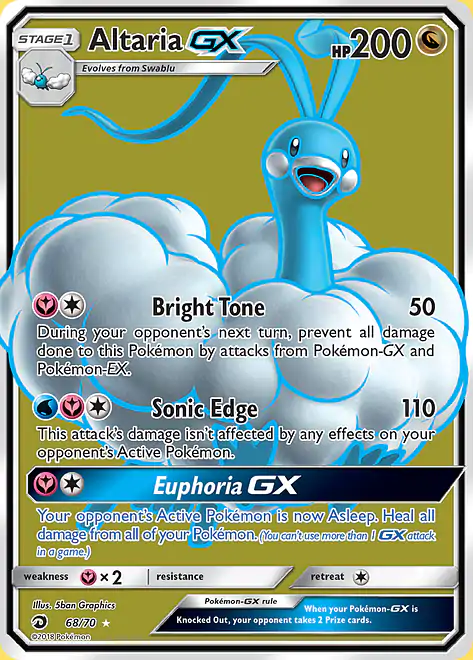 STAGE 1 Altaria GX HP200
Evolves from Swablu
Bright Tone 50
During your opponent's next turn, prevent all damage
done to this Pokémon by attacks from Pokémon-GX and
Pokémon-EX.
Sonic Edge 110
This attack's damage isn't affected by any effects on your
opponent's Active Pokémon.
Euphoria GX
Your opponent's Active Pokémon is now Asleep. Heal all
damage from all of your Pokémon. (You can't use more than 1 GX attack
in a game.)
weakness ×2 resistance retreat
Illus. 5ban Graphics
68/70
©2018 Pokémon
Pokémon-GX rule
When your Pokémon-GX is
Knocked Out, your opponent takes 2 Prize cards.